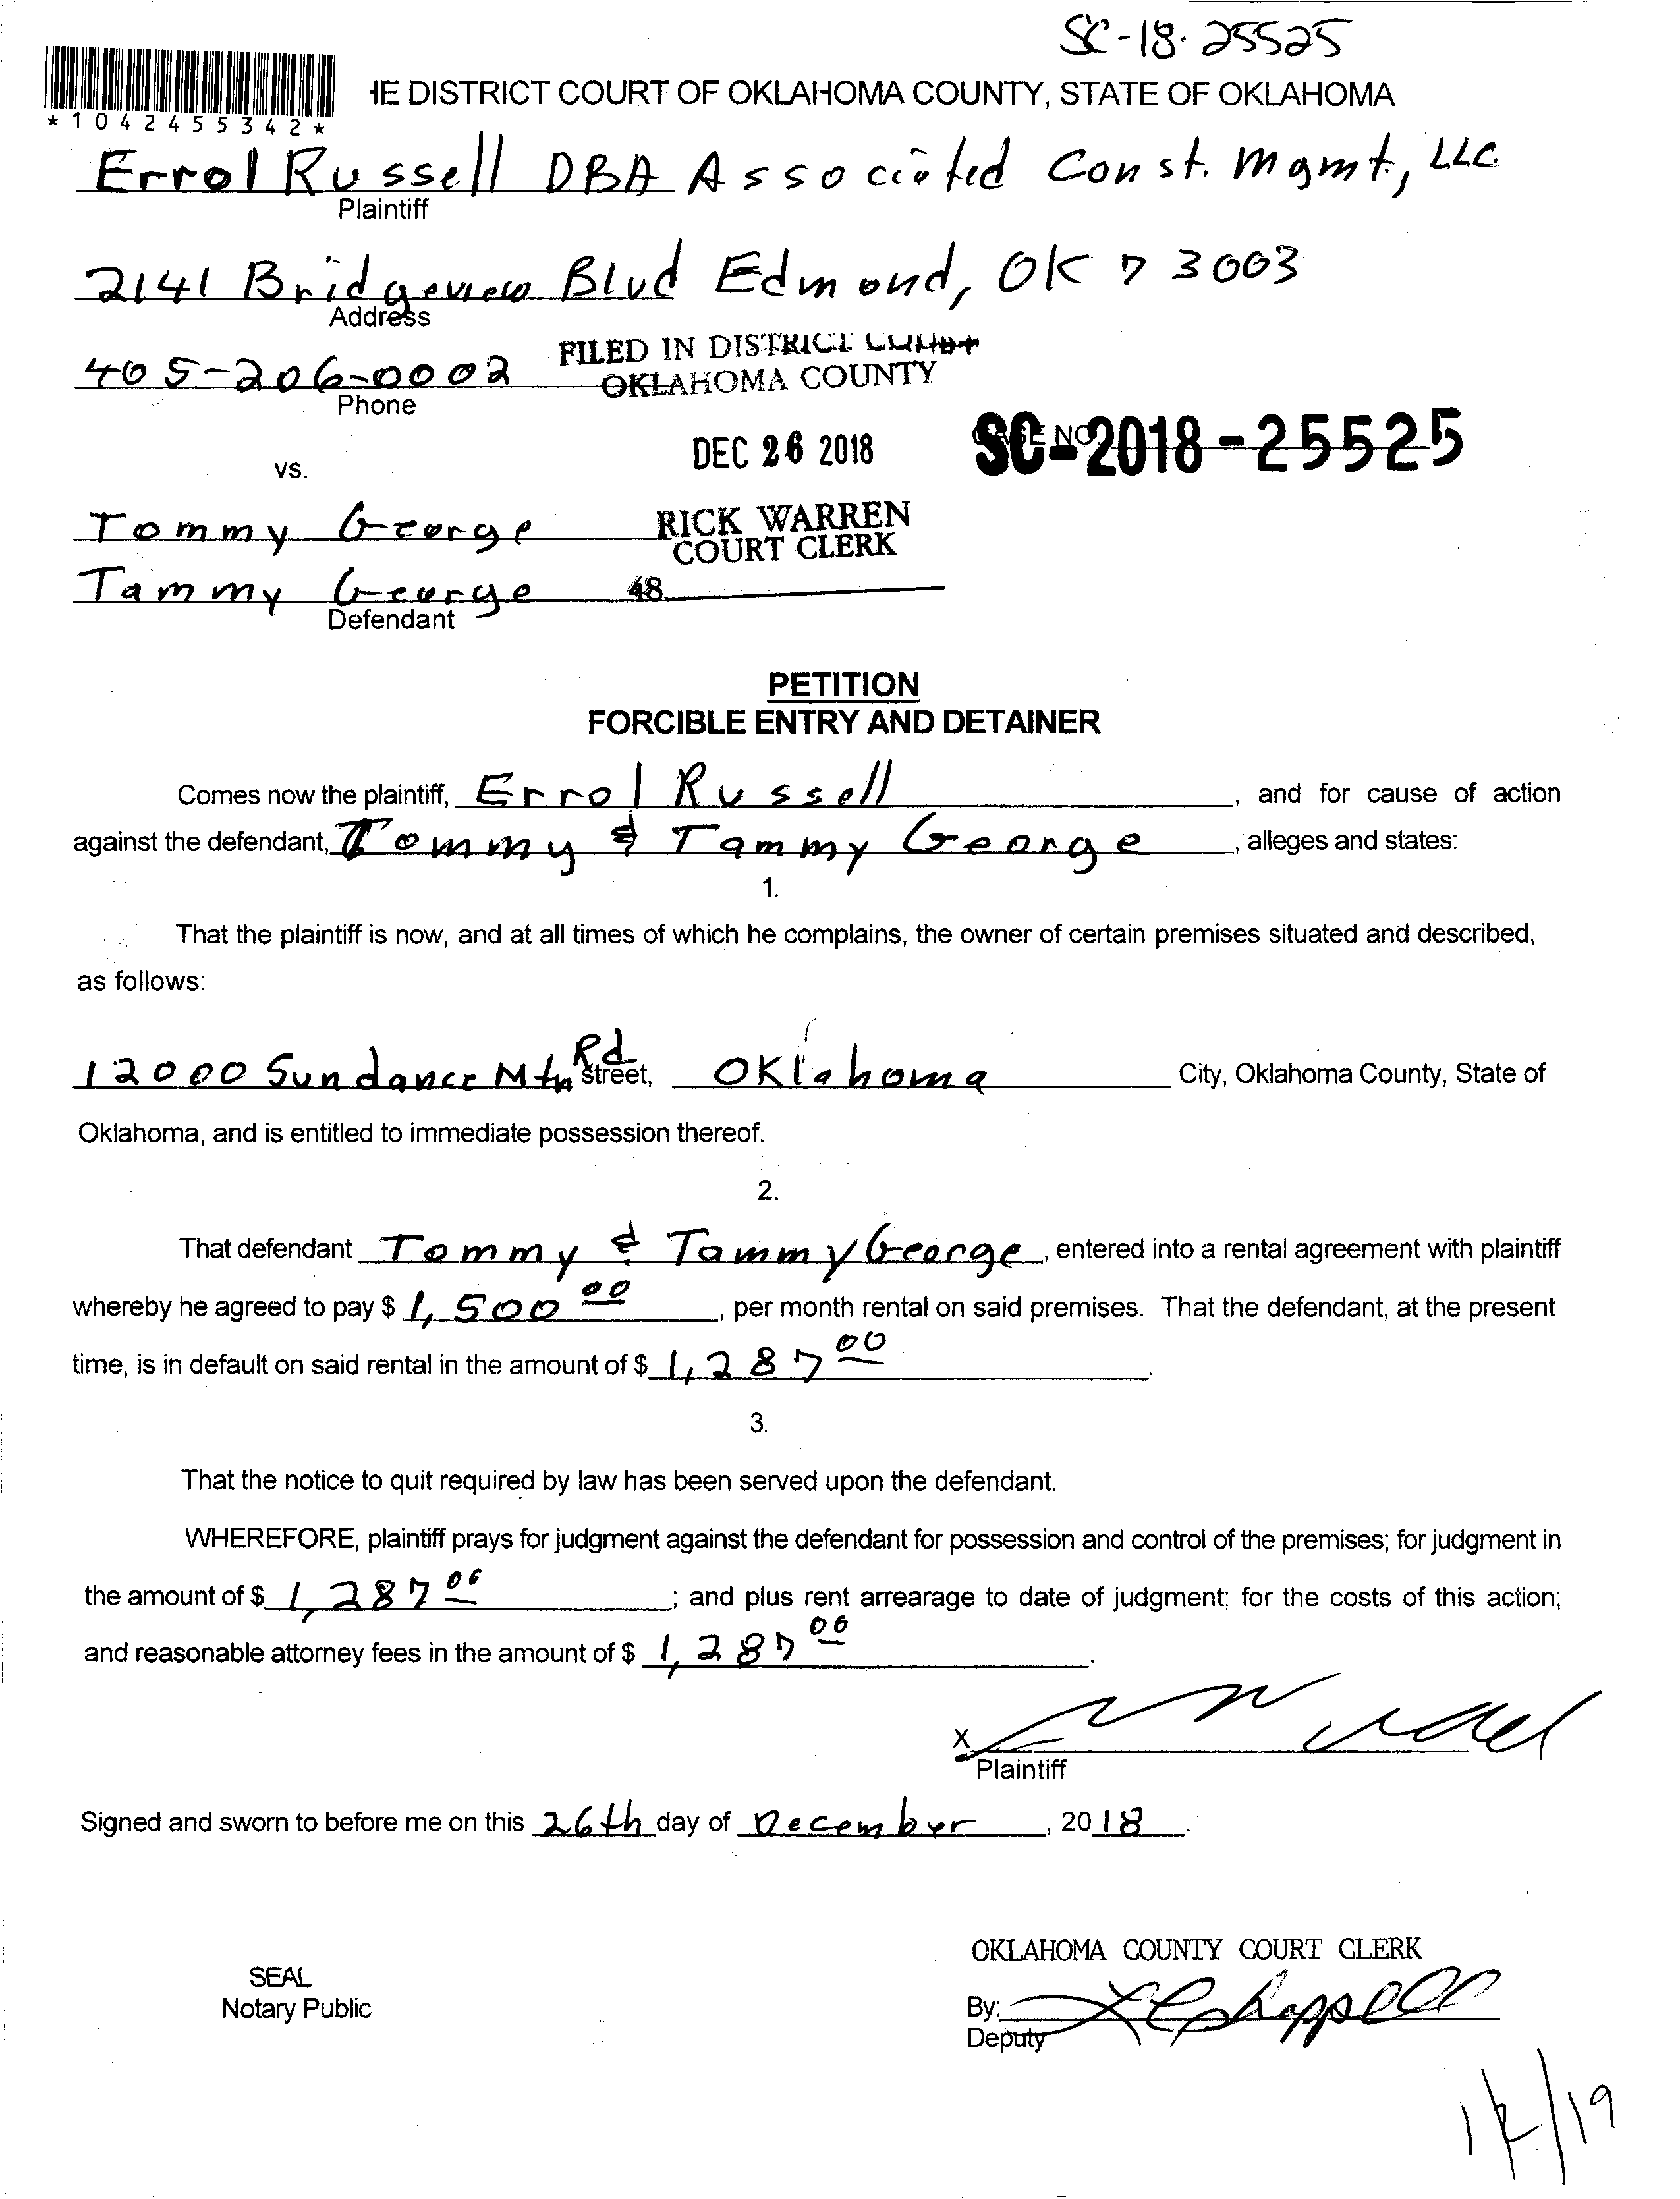 SC-18-25525
*1042455342*
HE DISTRICT COURT OF OKLAHOMA COUNTY, STATE OF OKLAHOMA
Errol Russell DBA Associated Const. Mgmt, LLC
Plaintiff
2141 Bridgeview Blvd Edmond, OK 73003
Address
405-206-0002
Phone
FILED IN DISTRICT COURT
OKLAHOMA COUNTY
DEC 26 2018
CASE NO.
SC-2018-25525
vs.
RICK WARREN
COURT CLERK
48
Tommy George
Tammy George
Defendant
PETITION
FORCIBLE ENTRY AND DETAINER
Comes now the plaintiff, Errol Russell, and for cause of action
against the defendant, Tommy & Tammy George, alleges and states:
1.
That the plaintiff is now, and at all times of which he complains, the owner of certain premises situated and described,
as follows:
12000 Sundance Mtn Rd Street, Oklahoma City, Oklahoma County, State of
Oklahoma, and is entitled to immediate possession thereof.
2.
That defendant Tommy & Tammy George, entered into a rental agreement with plaintiff
whereby he agreed to pay $ 1,500 00, per month rental on said premises. That the defendant, at the present
time, is in default on said rental in the amount of $ 1,287 00.
3.
That the notice to quit required by law has been served upon the defendant.
WHEREFORE, plaintiff prays for judgment against the defendant for possession and control of the premises; for judgment in
the amount of $ 1,287 00; and plus rent arrearage to date of judgment; for the costs of this action;
and reasonable attorney fees in the amount of $ 1,287 00.
X
Plaintiff
Signed and sworn to before me on this 26th day of December, 2018.
OKLAHOMA COUNTY COURT CLERK
SEAL
Notary Public
By: L Chappell
Deputy